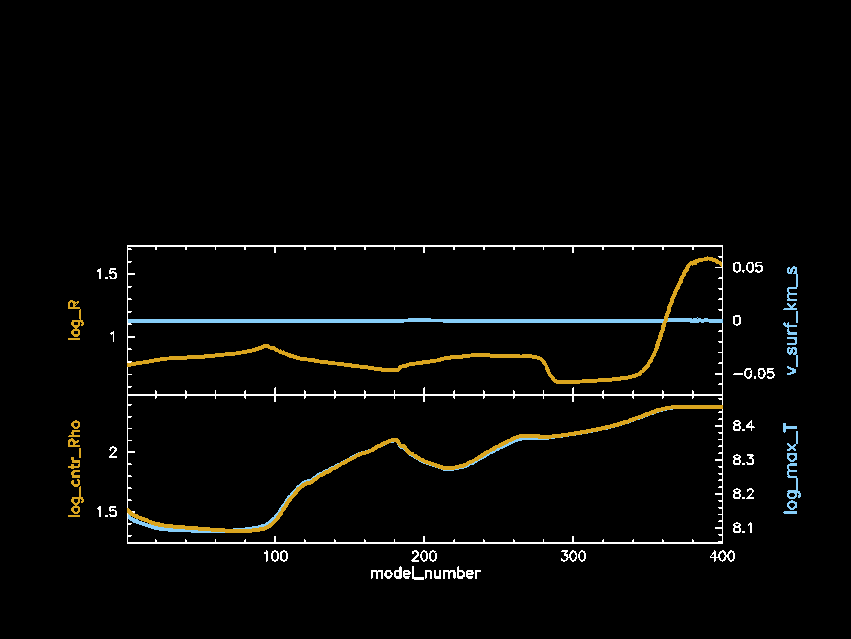 1.5
1
log_R
0.05
0
−0.05
v_surf_km_s
2
1.5
log_cntr_Rho
8.4
8.3
8.2
8.1
log_max_T
100 200 300 400
model_number